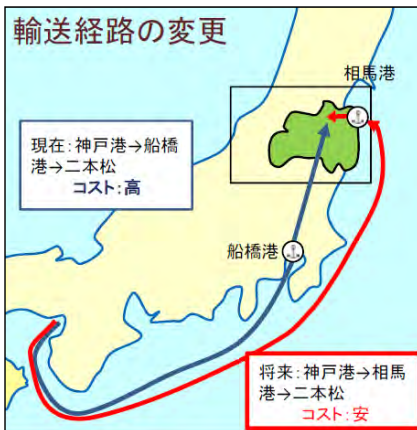 輸送経路の変更
相馬港
現在：神戸港→船橋
港→二本松
コスト：高
船橋港
将来：神戸港→相馬
港→二本松
コスト：安